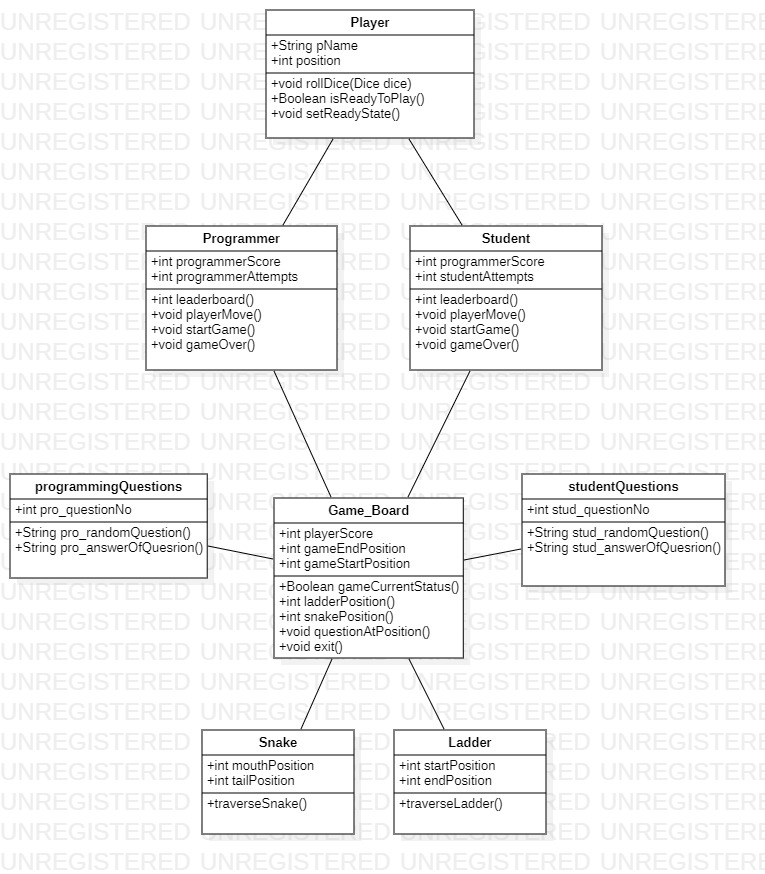 Player
+String pName
+int position
+void rollDice(Dice dice)
+Boolean isReadyToPlay()
+void setReadyState()
Programmer
+int programmerScore
+int programmerAttempts
+int leaderboard()
+void playerMove()
+void startGame()
+void gameOver()
Student
+int programmerScore
+int studentAttempts
+int leaderboard()
+void playerMove()
+void startGame()
+void gameOver()
programmingQuestions
+int pro_questionNo
+String pro_randomQuestion()
+String pro_answerOfQuesrion()
Game_Board
+int playerScore
+int gameEndPosition
+int gameStartPosition
+Boolean gameCurrentStatus()
+int ladderPosition()
+int snakePosition()
+void questionAtPosition()
+void exit()
studentQuestions
+int stud_questionNo
+String stud_randomQuestion()
+String stud_answerOfQuesrion()
Snake
+int mouthPosition
+int tailPosition
+traverseSnake()
Ladder
+int startPosition
+int endPosition
+traverseLadder()
UNREGISTERED